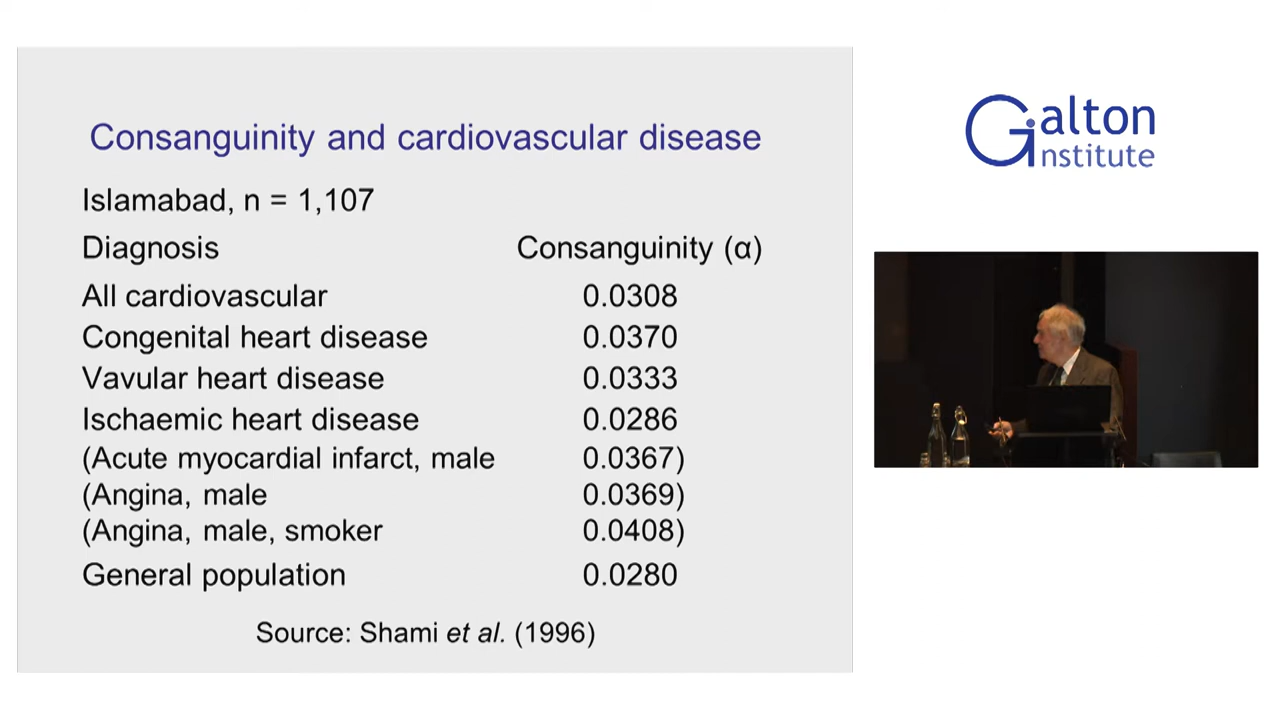 Consanguinity and cardiovascular disease
Islamabad, n = 1,107
Diagnosis Consanguinity (α)
All cardiovascular 0.0308
Congenital heart disease 0.0370
Vavular heart disease 0.0333
Ischaemic heart disease 0.0286
(Acute myocardial infarct, male 0.0367)
(Angina, male 0.0369)
(Angina, male, smoker 0.0408)
General population 0.0280
Source: Shami et al. (1996)
Galton
Institute